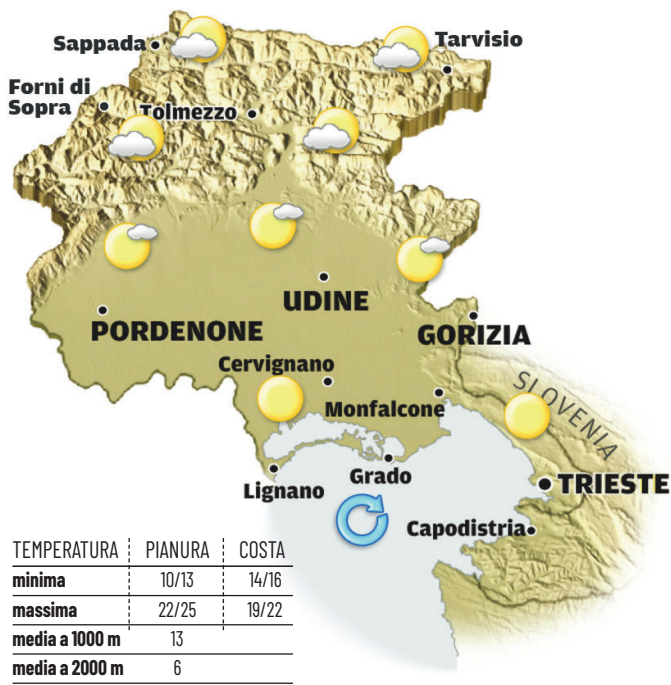 Sappada
Tarvisio
Forni di
Sopra
Tolmezzo
UDINE
PORDENONE
GORIZIA
Cervignano
SLOVENIA
Monfalcone
Grado
Lignano
TRIESTE
Capodistria
TEMPERATURA PIANURA COSTA
minima 10/13 14/16
massima 22/25 19/22
media a 1000 m 13
media a 2000 m 6